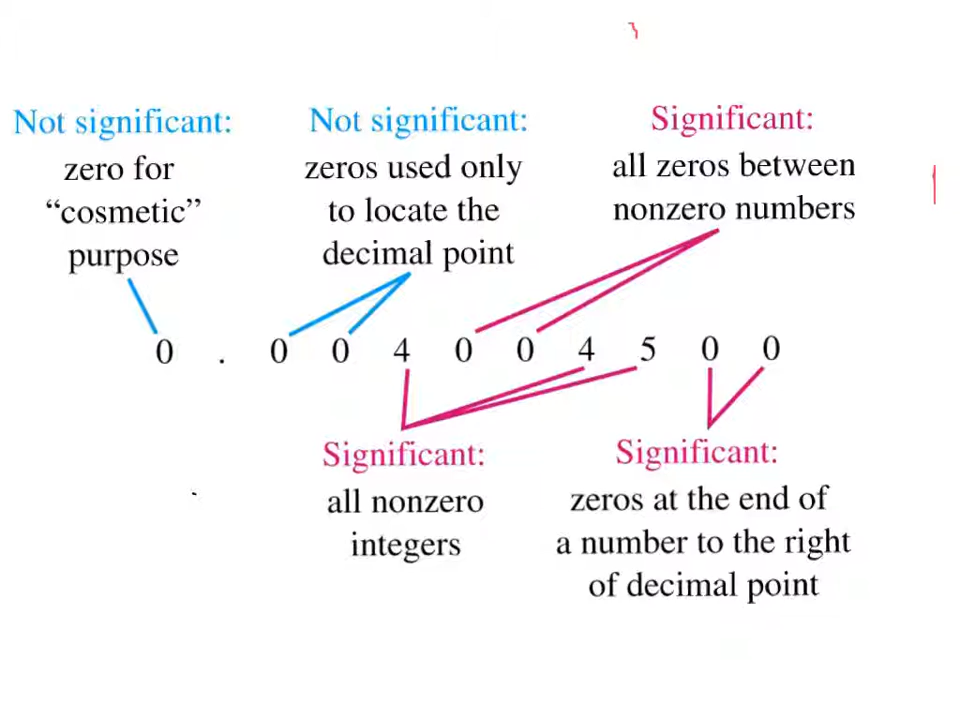 Not significant:
zero for
“cosmetic”
purpose
Not significant:
zeros used only
to locate the
decimal point
Significant:
all zeros between
nonzero numbers
0 . 0 0 4 0 0 4 5 0 0
Significant:
all nonzero
integers
Significant:
zeros at the end of
a number to the right
of decimal point